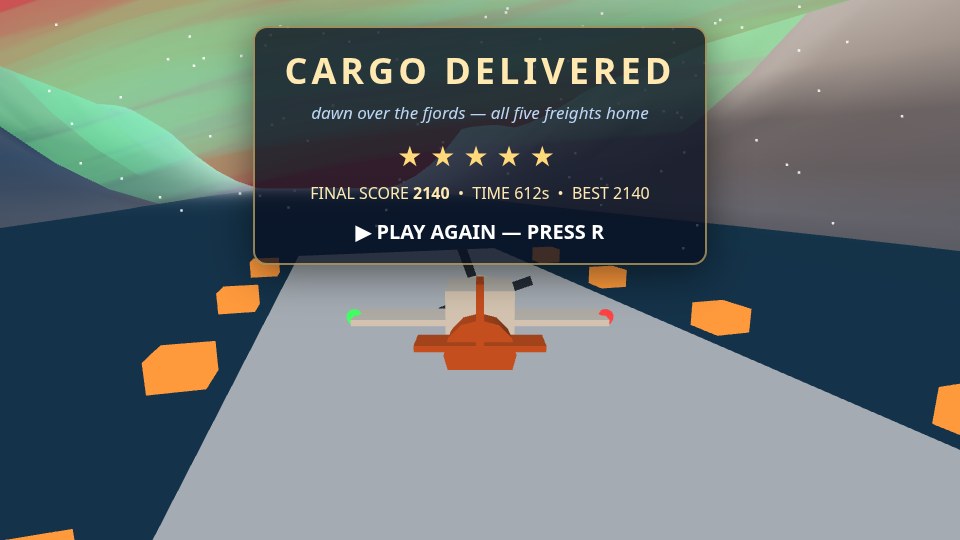 CARGO DELIVERED
dawn over the fjords — all five freights home
★ ★ ★ ★ ★
FINAL SCORE 2140 • TIME 612s • BEST 2140
▶ PLAY AGAIN — PRESS R